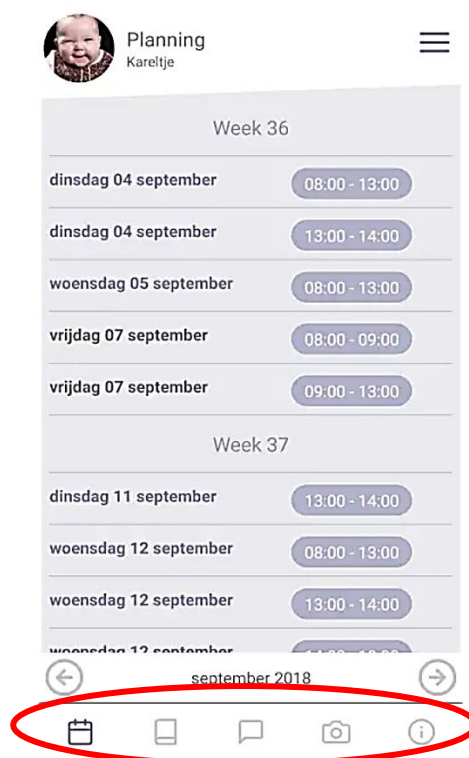 Planning
Kareltje
Week 36
dinsdag 04 september 08:00 - 13:00
dinsdag 04 september 13:00 - 14:00
woensdag 05 september 08:00 - 13:00
vrijdag 07 september 08:00 - 09:00
vrijdag 07 september 09:00 - 13:00
Week 37
dinsdag 11 september 13:00 - 14:00
woensdag 12 september 08:00 - 13:00
woensdag 12 september 13:00 - 14:00
woensdag 12 september
september 2018